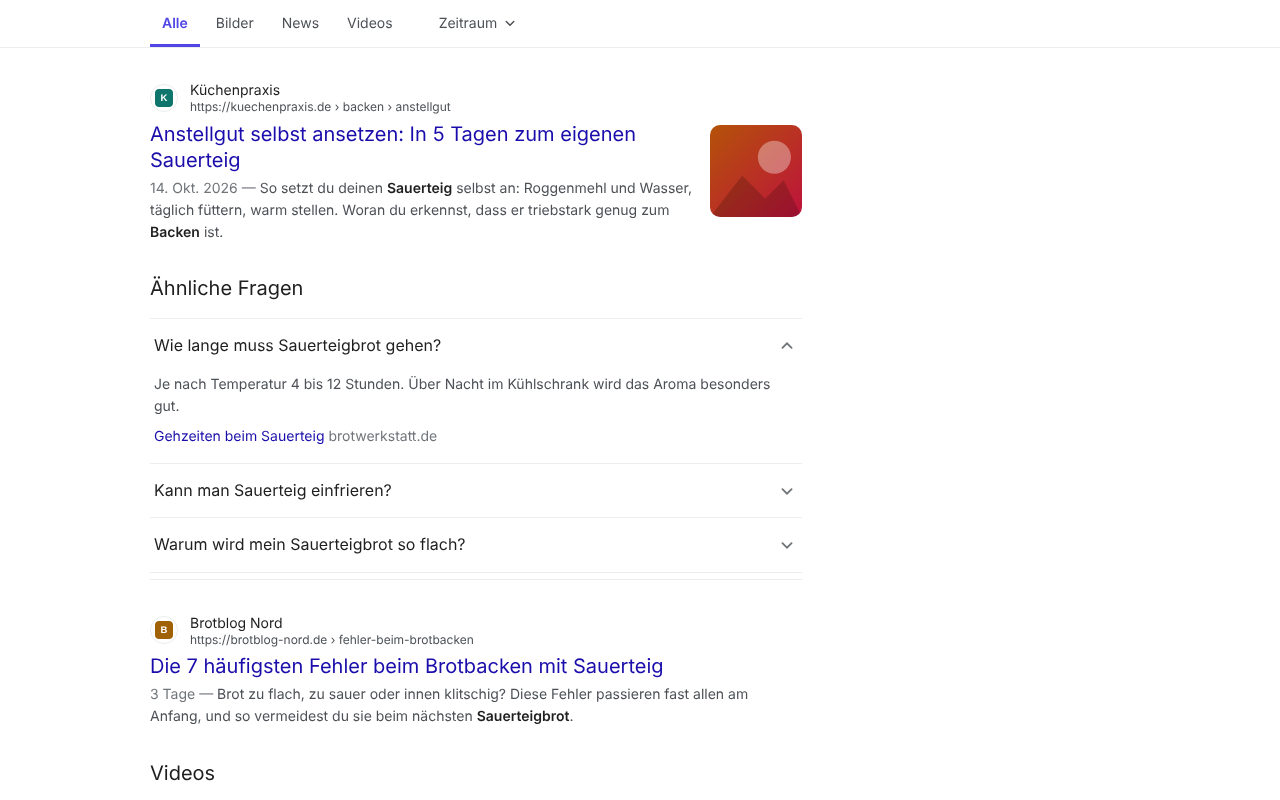 Alle Bilder News Videos Zeitraum
K
Küchenpraxis
https://kuechenpraxis.de › backen › anstellgut
Anstellgut selbst ansetzen: In 5 Tagen zum eigenen
Sauerteig
14. Okt. 2026 — So setzt du deinen Sauerteig selbst an: Roggenmehl und Wasser,
täglich füttern, warm stellen. Woran du erkennst, dass er triebstark genug zum
Backen ist.
Ähnliche Fragen
Wie lange muss Sauerteigbrot gehen?
Je nach Temperatur 4 bis 12 Stunden. Über Nacht im Kühlschrank wird das Aroma besonders
gut.
Gehzeiten beim Sauerteig brotwerkstatt.de
Kann man Sauerteig einfrieren?
Warum wird mein Sauerteigbrot so flach?
B
Brotblog Nord
https://brotblog-nord.de › fehler-beim-brotbacken
Die 7 häufigsten Fehler beim Brotbacken mit Sauerteig
3 Tage — Brot zu flach, zu sauer oder innen klitschig? Diese Fehler passieren fast allen am
Anfang, und so vermeidest du sie beim nächsten Sauerteigbrot.
Videos